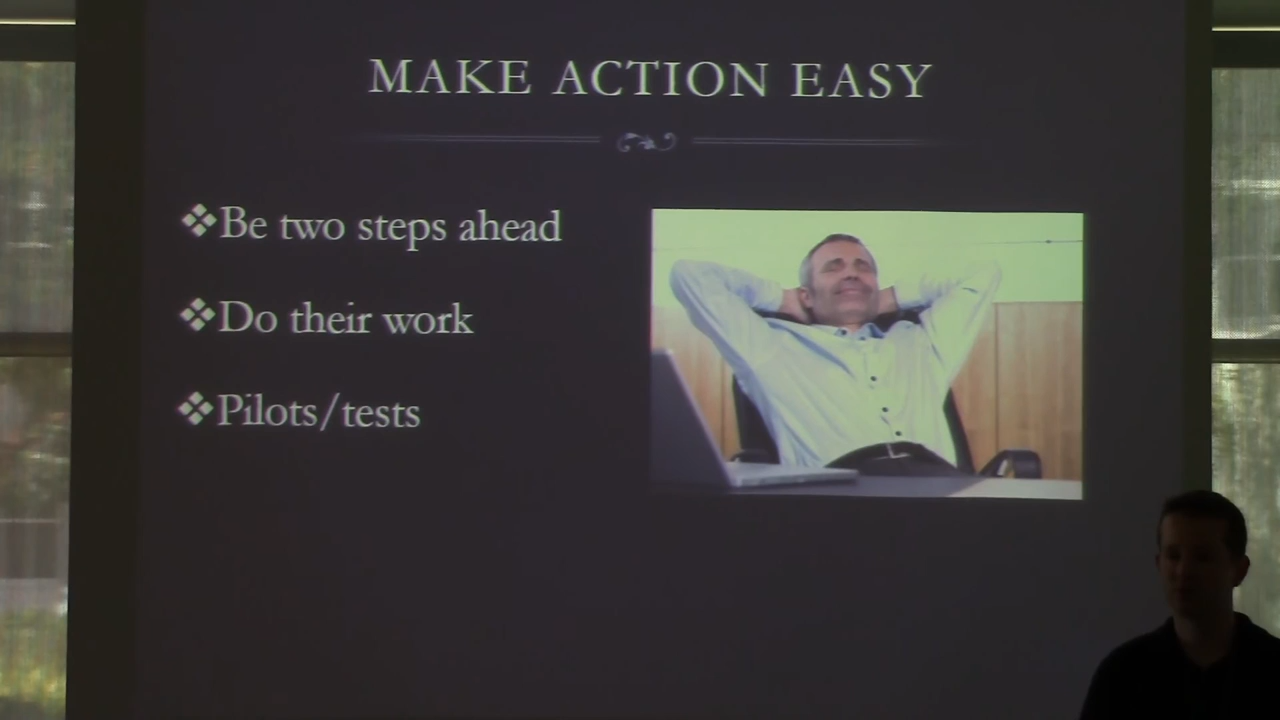 MAKE ACTION EASY
❖Be two steps ahead
❖Do their work
❖Pilots/tests